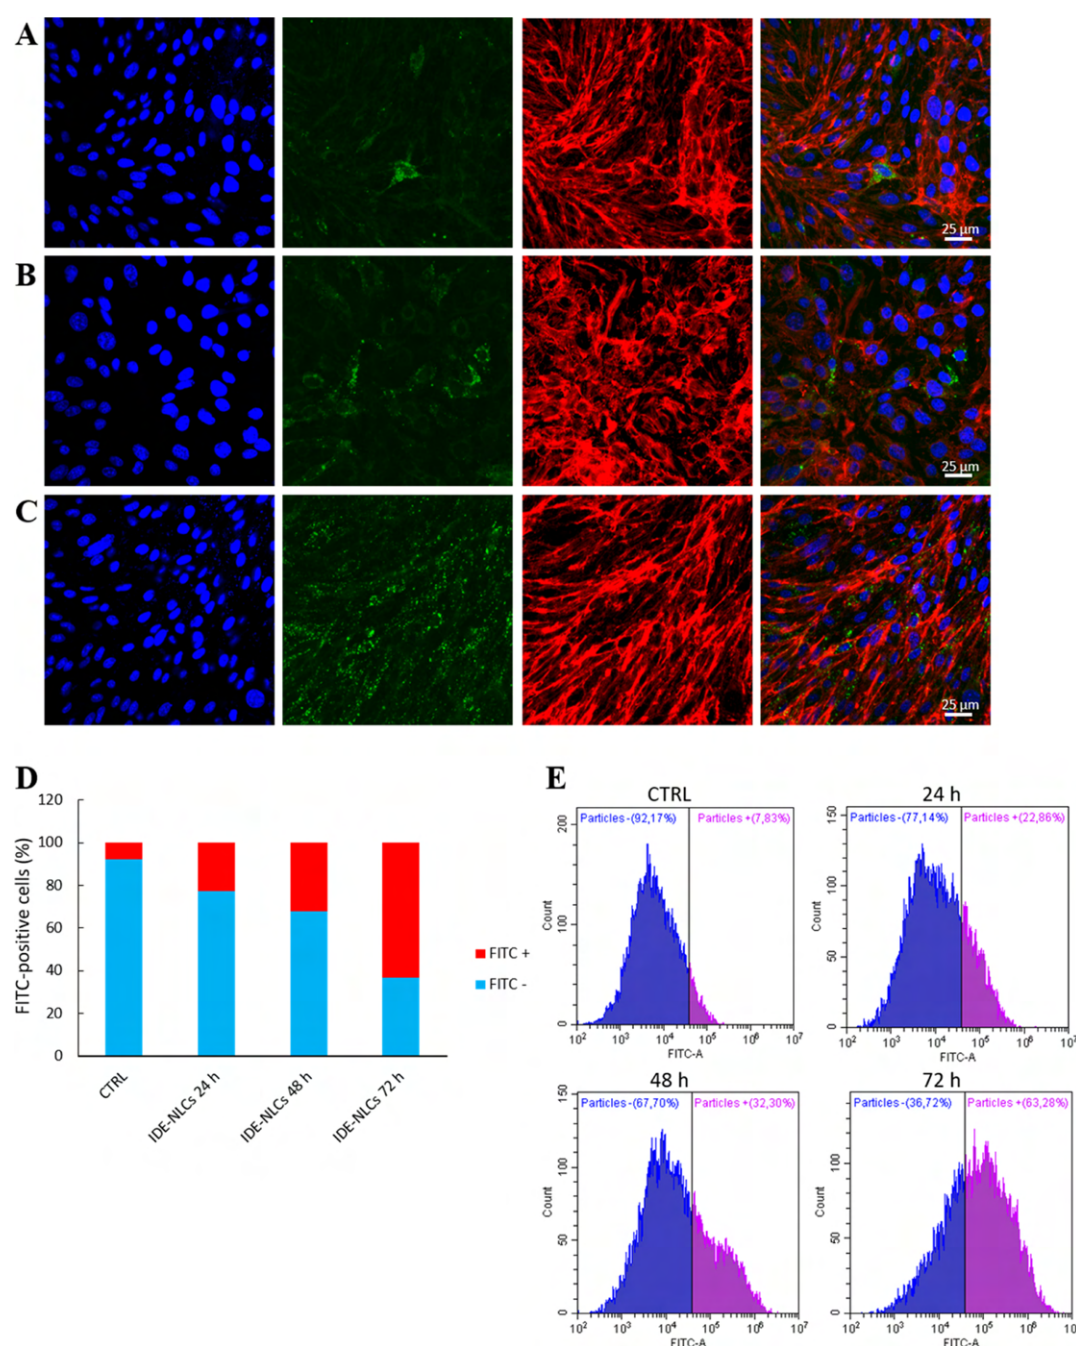 A
25 µm
B
25 µm
C
25 µm
D
120
100
80
60
40
20
0
FITC-positive cells (%)
CTRL
IDE-NLCs 24 h
IDE-NLCs 48 h
IDE-NLCs 72 h
FITC +
FITC -
E
CTRL
Particles -(92,17%)
Particles +(7,83%)
200
100
0
Count
10² 10³ 10⁴ 10⁵ 10⁶ 10⁷
FITC-A
24 h
Particles -(77,14%)
Particles +(22,86%)
150
100
50
0
Count
10² 10³ 10⁴ 10⁵ 10⁶ 10⁷
FITC-A
48 h
Particles -(67,70%)
Particles +(32,30%)
150
100
50
0
Count
10² 10³ 10⁴ 10⁵ 10⁶ 10⁷
FITC-A
72 h
Particles -(36,72%)
Particles +(63,28%)
100
50
0
Count
10² 10³ 10⁴ 10⁵ 10⁶ 10⁷
FITC-A